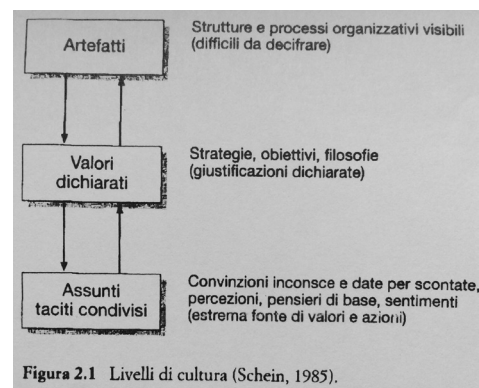 Artefatti
Strutture e processi organizzativi visibili
(difficili da decifrare)
Valori
dichiarati
Strategie, obiettivi, filosofie
(giustificazioni dichiarate)
Assunti
taciti condivisi
Convinzioni inconsce e date per scontate,
percezioni, pensieri di base, sentimenti
(estrema fonte di valori e azioni)
Figura 2.1 Livelli di cultura (Schein, 1985).